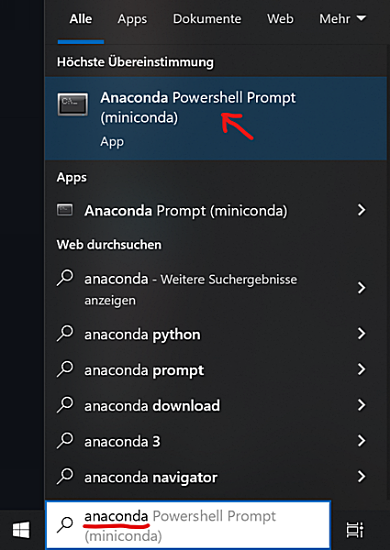 Alle Apps Dokumente Web Mehr
Höchste Übereinstimmung
Anaconda Powershell Prompt
(miniconda)
App
Apps
Anaconda Prompt (miniconda)
Web durchsuchen
anaconda - Weitere Suchergebnisse
anzeigen
anaconda python
anaconda prompt
anaconda download
anaconda 3
anaconda navigator
anaconda Powershell Prompt
(miniconda)